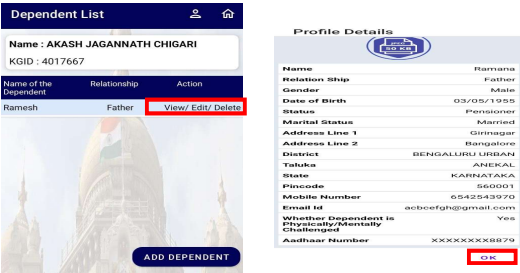 Dependent List
Name : AKASH JAGANNATH CHIGARI
KGID : 4017667
Name of the Dependent Relationship Action
Ramesh Father View/ Edit/ Delete
ADD DEPENDENT
Profile Details
50 KB
Name Ramana
Relation Ship Father
Gender Male
Date of Birth 03/05/1955
Status Pensioner
Marital Status Married
Address Line 1 Girinagar
Address Line 2 Bangalore
District BENGALURU URBAN
Taluka ANEKAL
State KARNATAKA
Pincode 560001
Mobile Number 6542543970
Email Id acbcefgh@gmail.com
Whether Dependent is Yes
Physically/Mentally
Challenged
Aadhaar Number XXXXXXXX8879
OK